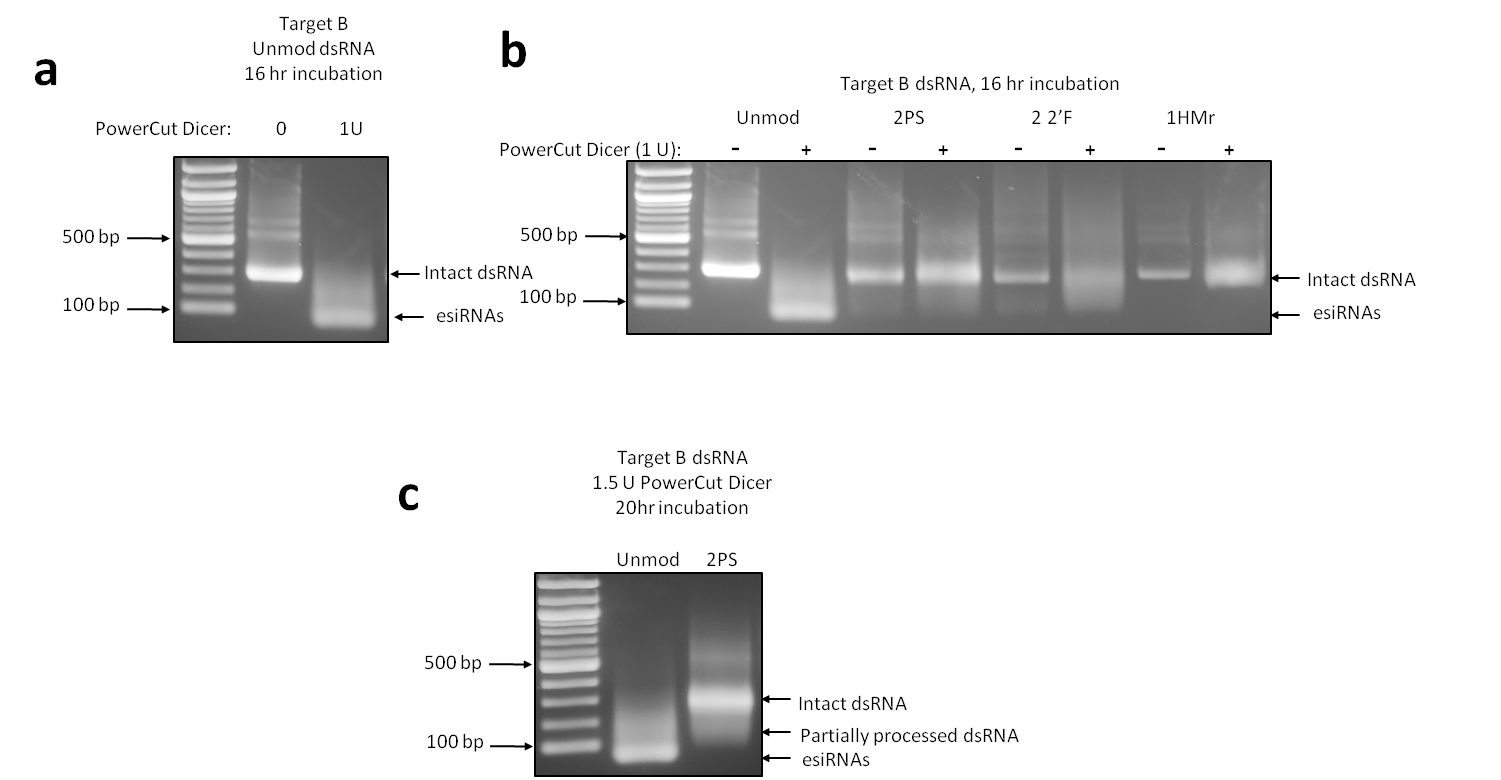 a
Target B
Unmod dsRNA
16 hr incubation
PowerCut Dicer: 0 1U
500 bp
100 bp
Intact dsRNA
esiRNAs
b
Target B dsRNA, 16 hr incubation
Unmod 2PS 2 2'F 1HMr
PowerCut Dicer (1 U): - + - + - + - +
500 bp
100 bp
Intact dsRNA
esiRNAs
c
Target B dsRNA
1.5 U PowerCut Dicer
20hr incubation
Unmod 2PS
500 bp
100 bp
Intact dsRNA
Partially processed dsRNA
esiRNAs